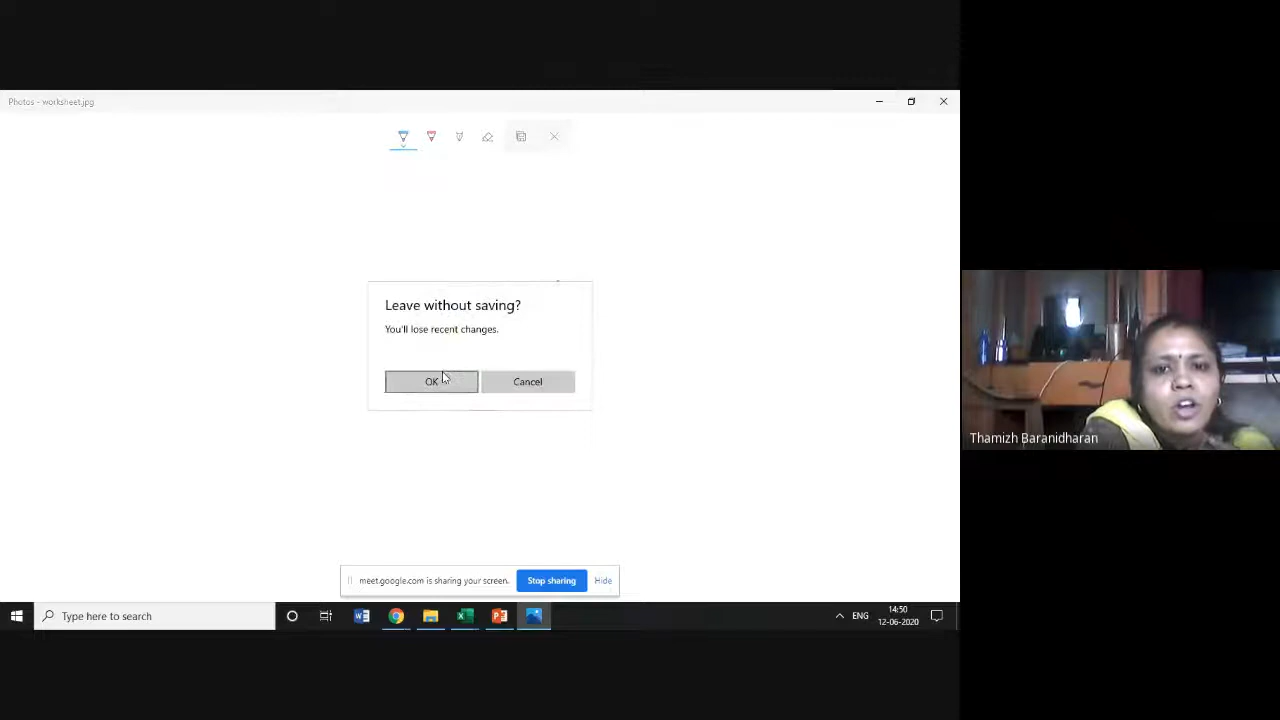 Photos - worksheet.jpg
Leave without saving?
You'll lose recent changes.
OK
Cancel
Thamizh Baranidharan
meet.google.com is sharing your screen.
Stop sharing
Hide
Type here to search
ENG
14:50
12-06-2020